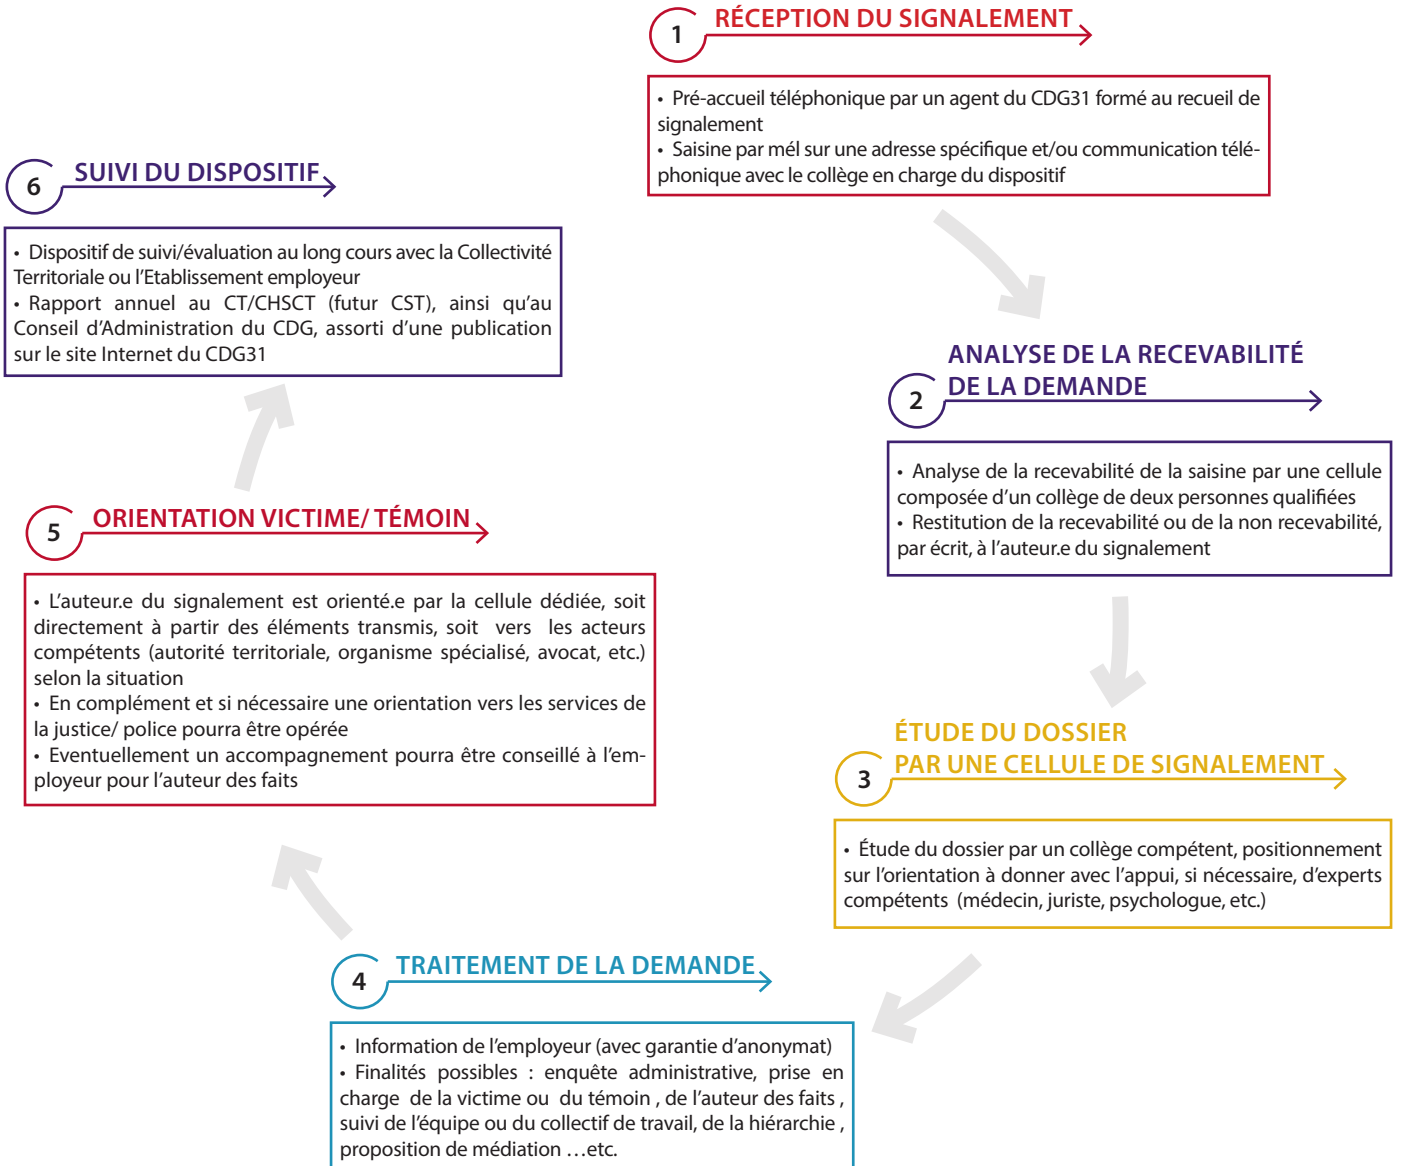 1
RÉCEPTION DU SIGNALEMENT
• Pré-accueil téléphonique par un agent du CDG31 formé au recueil de
signalement
• Saisine par mél sur une adresse spécifique et/ou communication télé-
phonique avec le collège en charge du dispositif
2
ANALYSE DE LA RECEVABILITÉ
DE LA DEMANDE
• Analyse de la recevabilité de la saisine par une cellule
composée d’un collège de deux personnes qualifiées
• Restitution de la recevabilité ou de la non recevabilité,
par écrit, à l’auteur.e du signalement
3
ÉTUDE DU DOSSIER
PAR UNE CELLULE DE SIGNALEMENT
• Étude du dossier par un collège compétent, positionnement
sur l’orientation à donner avec l’appui, si nécessaire, d’experts
compétents (médecin, juriste, psychologue, etc.)
4
TRAITEMENT DE LA DEMANDE
• Information de l’employeur (avec garantie d’anonymat)
• Finalités possibles : enquête administrative, prise en
charge de la victime ou du témoin , de l’auteur des faits ,
suivi de l’équipe ou du collectif de travail, de la hiérarchie ,
proposition de médiation …etc.
5
ORIENTATION VICTIME/ TÉMOIN
• L’auteur.e du signalement est orienté.e par la cellule dédiée, soit
directement à partir des éléments transmis, soit vers les acteurs
compétents (autorité territoriale, organisme spécialisé, avocat, etc.)
selon la situation
• En complément et si nécessaire une orientation vers les services de
la justice/ police pourra être opérée
• Eventuellement un accompagnement pourra être conseillé à l’em-
ployeur pour l’auteur des faits
6
SUIVI DU DISPOSITIF
• Dispositif de suivi/évaluation au long cours avec la Collectivité
Territoriale ou l’Etablissement employeur
• Rapport annuel au CT/CHSCT (futur CST), ainsi qu’au
Conseil d’Administration du CDG, assorti d’une publication
sur le site Internet du CDG31